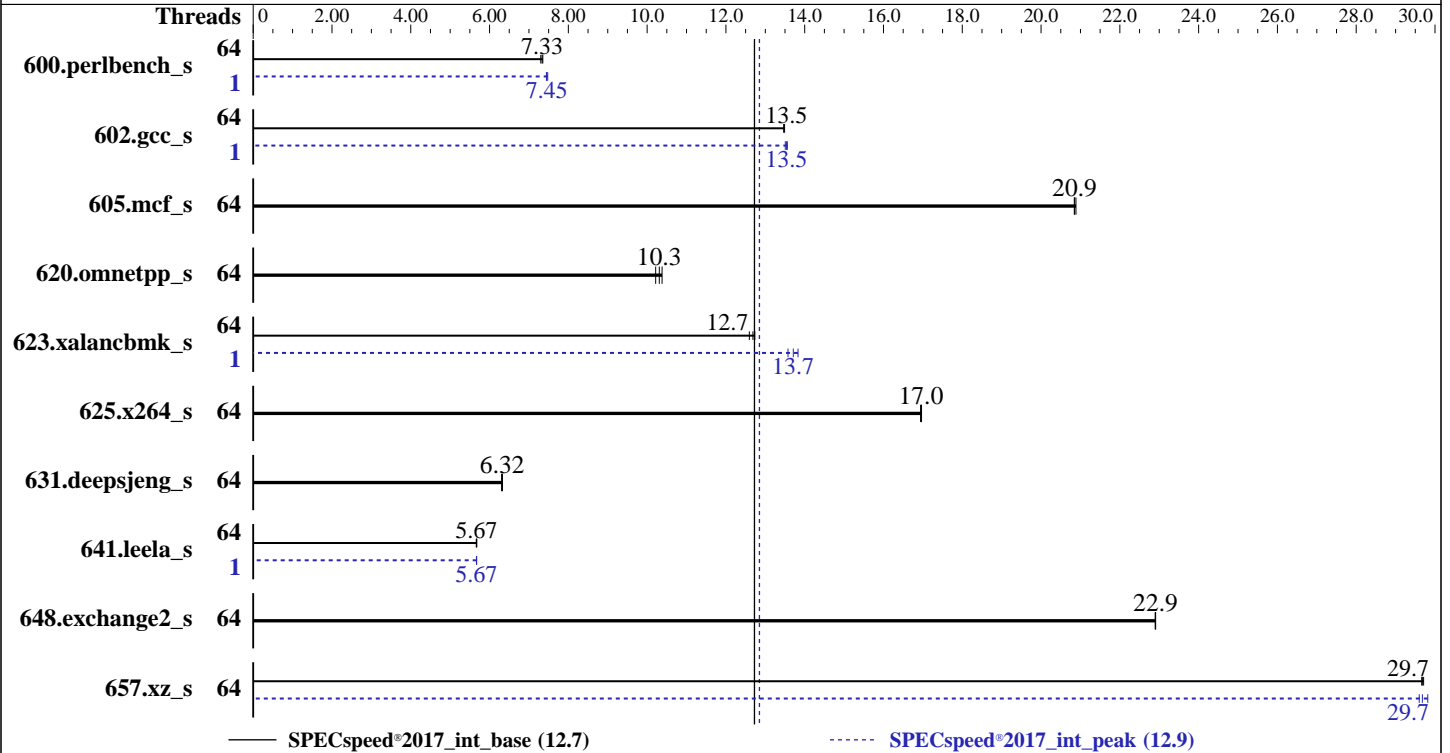 Threads 0 2.00 4.00 6.00 8.00 10.0 12.0 14.0 16.0 18.0 20.0 22.0 24.0 26.0 28.0 30.0
600.perlbench_s 64 7.33
1 7.45
602.gcc_s 64 13.5
1 13.5
605.mcf_s 64 20.9
620.omnetpp_s 64 10.3
623.xalancbmk_s 64 12.7
1 13.7
625.x264_s 64 17.0
631.deepsjeng_s 64 6.32
641.leela_s 64 5.67
1 5.67
648.exchange2_s 64 22.9
657.xz_s 64 29.7
29.7
SPECspeed®2017_int_base (12.7) SPECspeed®2017_int_peak (12.9)